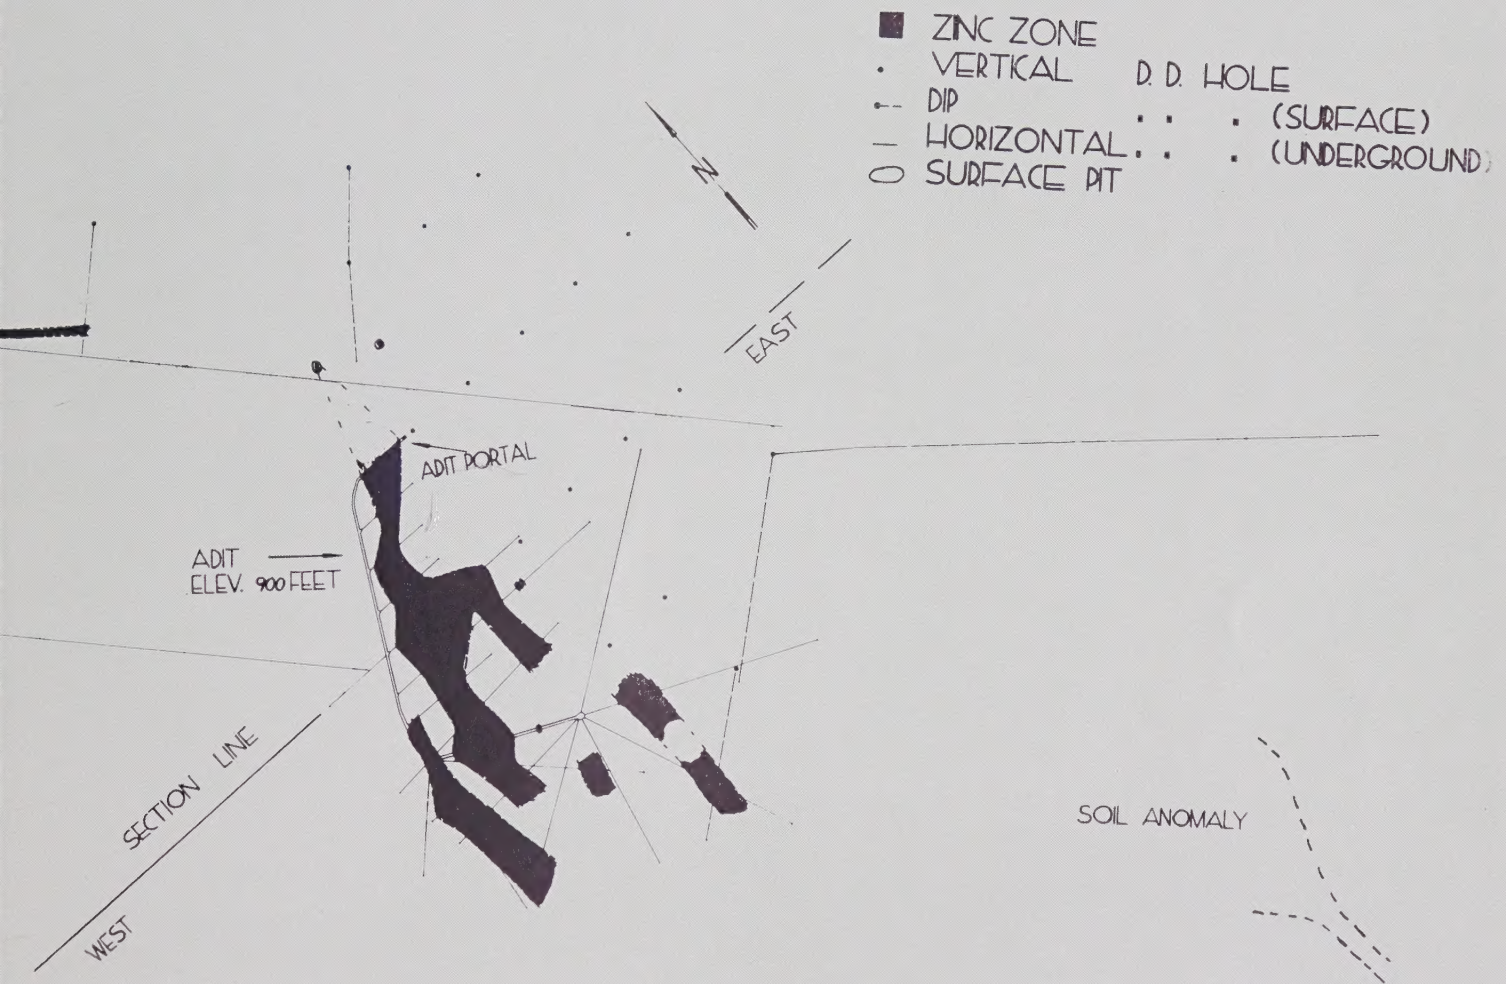 ZINC ZONE
VERTICAL D. D. HOLE
DIP " " " (SURFACE)
HORIZONTAL " " " (UNDERGROUND)
SURFACE PIT
N
EAST
ADIT PORTAL
ADIT
ELEV. 900 FEET
SECTION LINE
WEST
SOIL ANOMALY